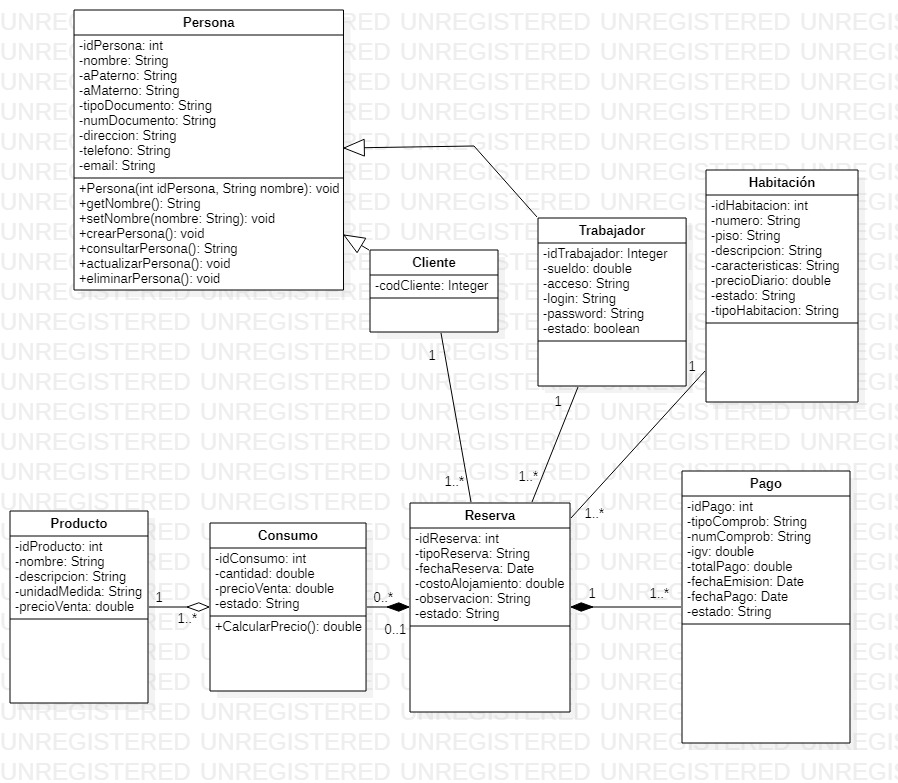 Persona
-idPersona: int
-nombre: String
-aPaterno: String
-aMaterno: String
-tipoDocumento: String
-numDocumento: String
-direccion: String
-telefono: String
-email: String
+Persona(int idPersona, String nombre): void
+getNombre(): String
+setNombre(nombre: String): void
+crearPersona(): void
+consultarPersona(): String
+actualizarPersona(): void
+eliminarPersona(): void
Cliente
-codCliente: Integer
Trabajador
-idTrabajador: Integer
-sueldo: double
-acceso: String
-login: String
-password: String
-estado: boolean
Habitación
-idHabitacion: int
-numero: String
-piso: String
-descripcion: String
-caracteristicas: String
-precioDiario: double
-estado: String
-tipoHabitacion: String
1
1
1
1..*
1..*
1..*
Producto
-idProducto: int
-nombre: String
-descripcion: String
-unidadMedida: String
-precioVenta: double
1
1..*
Consumo
-idConsumo: int
-cantidad: double
-precioVenta: double
-estado: String
+CalcularPrecio(): double
0..*
0..1
Reserva
-idReserva: int
-tipoReserva: String
-fechaReserva: Date
-costoAlojamiento: double
-observacion: String
-estado: String
1
1..*
Pago
-idPago: int
-tipoComprob: String
-numComprob: String
-igv: double
-totalPago: double
-fechaEmision: Date
-fechaPago: Date
-estado: String
UNREGISTERED